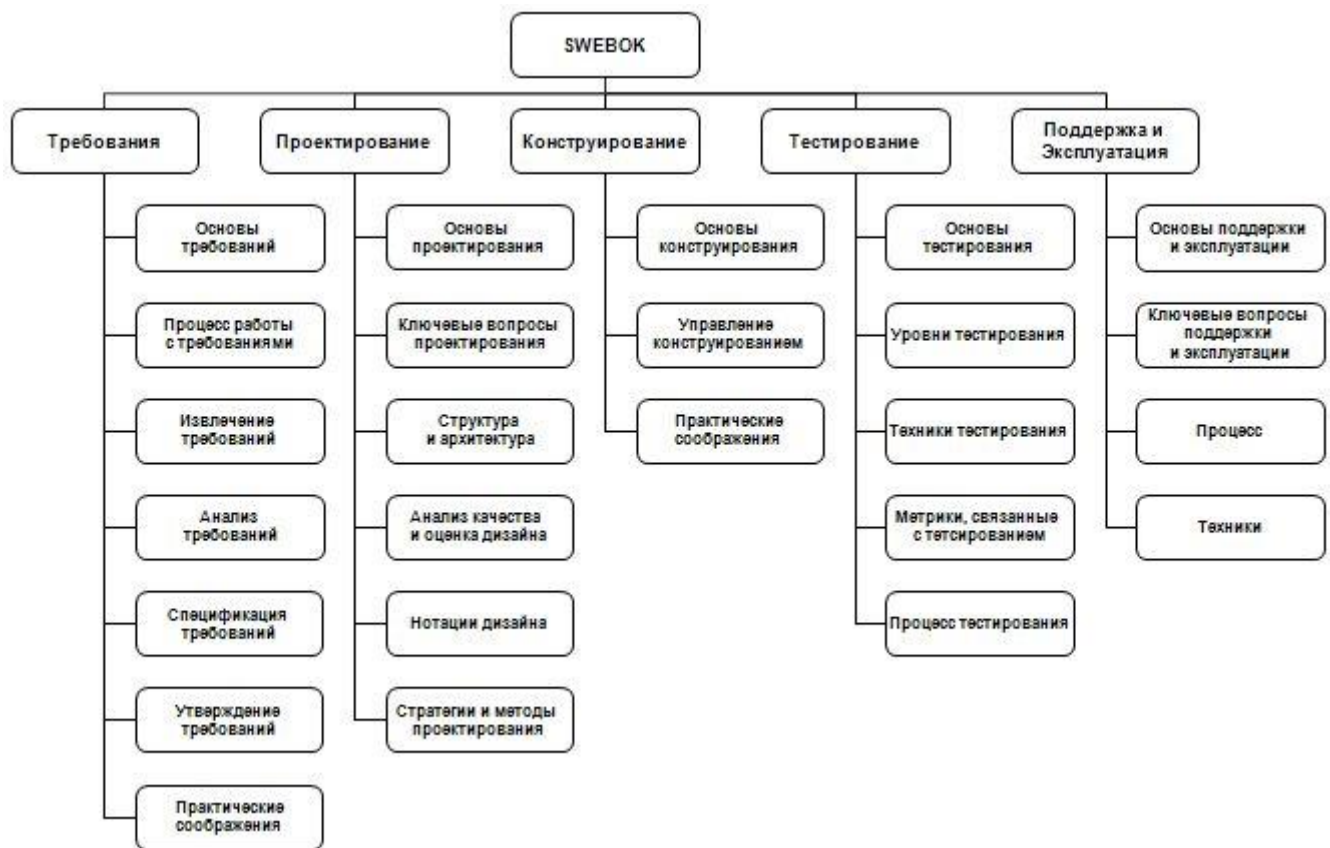 SWEBOK
Требования
Проектирование
Конструирование
Тестирование
Поддержка и
Эксплуатация
Основы
требований
Процесс работы
с требованиями
Извлечение
требований
Анализ
требований
Спецификация
требований
Утверждение
требований
Практические
соображения
Основы
проектирования
Ключевые вопросы
проектирования
Структура
и архитектура
Анализ качества
и оценка дизайна
Нотации дизайна
Стратегии и методы
проектирования
Основы
конструирования
Управление
конструированием
Практические
соображения
Основы
тестирования
Уровни тестирования
Техники тестирования
Метрики, связанные
с тетсированием
Процесс тестирования
Основы поддержки
и эксплуатации
Ключевые вопросы
поддержки
и эксплуатации
Процесс
Техники